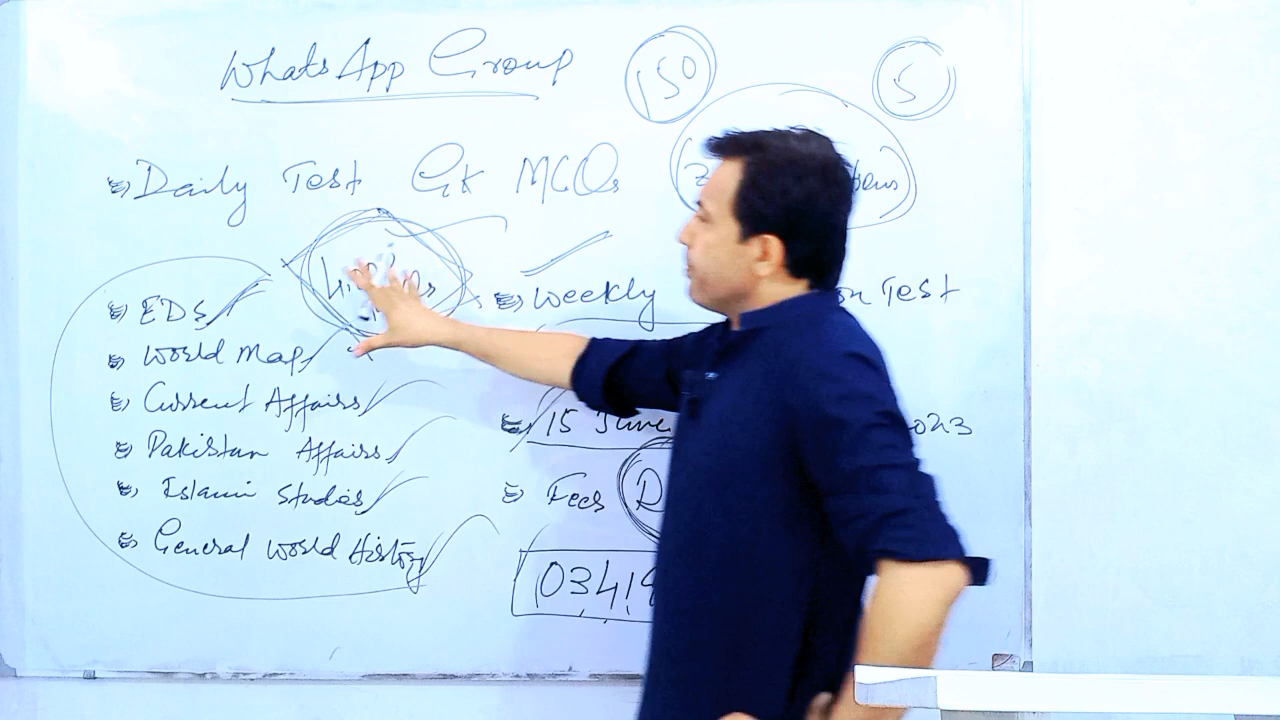 WhatsApp Group
150
5
Daily Test GK MCQs
EDS
World Map
Current Affairs
Pakistan Affairs
Islamic Studies
General World History
Weekly
Test
15 June
2023
Fees
0341